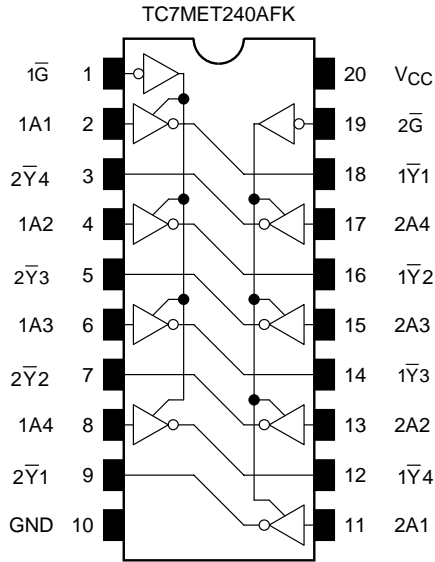 TC7MET240AFK
1G̅ 1 20 VCC
1A1 2 19 2G̅
2Y̅4 3 18 1Y̅1
1A2 4 17 2A4
2Y̅3 5 16 1Y̅2
1A3 6 15 2A3
2Y̅2 7 14 1Y̅3
1A4 8 13 2A2
2Y̅1 9 12 1Y̅4
GND 10 11 2A1